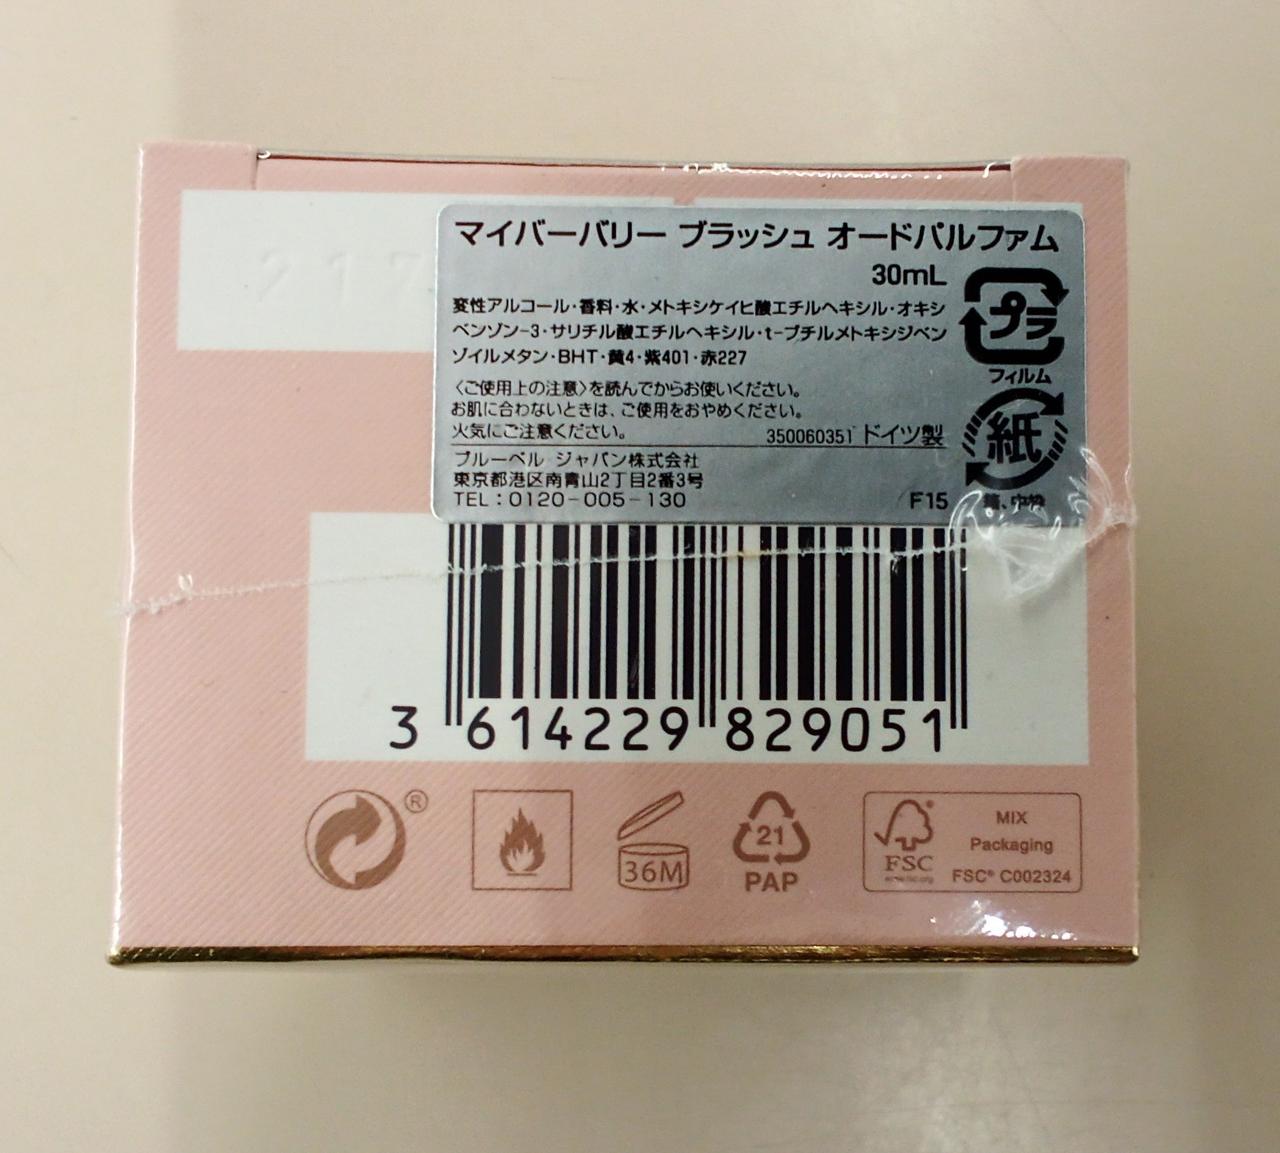 217
マイバーバリー ブラッシュ オードパルファム
30mL
変性アルコール・香料・水・メトキシケイヒ酸エチルヘキシル・オキシ
ベンゾン-3・サリチル酸エチルヘキシル・t-ブチルメトキシジベン
ゾイルメタン・BHT・黄4・紫401・赤227
〈ご使用上の注意〉を読んでからお使いください。
お肌に合わないときは、ご使用をおやめください。
火気にご注意ください。
350060351 ドイツ製
ブルーベル ジャパン株式会社
東京都港区南青山2丁目2番3号
TEL：0120-005-130
F15
プラ
フィルム
紙
箱、中枠
3 614229 829051
®
36M
21
PAP
FSC
MIX
Packaging
FSC® C002324